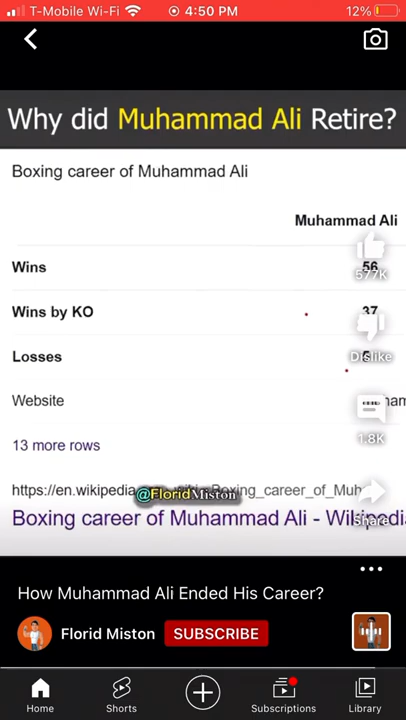 T-Mobile Wi-Fi 4:50 PM 12%
Why did Muhammad Ali Retire?
Boxing career of Muhammad Ali
Muhammad Ali
Wins 56
577K
Wins by KO 37
Losses 5
Dislike
Website
1.8K
13 more rows
@FloridMiston
Share
Boxing career of Muhammad Ali - Wikipedia
How Muhammad Ali Ended His Career?
Florid Miston SUBSCRIBE
Home Shorts Subscriptions Library